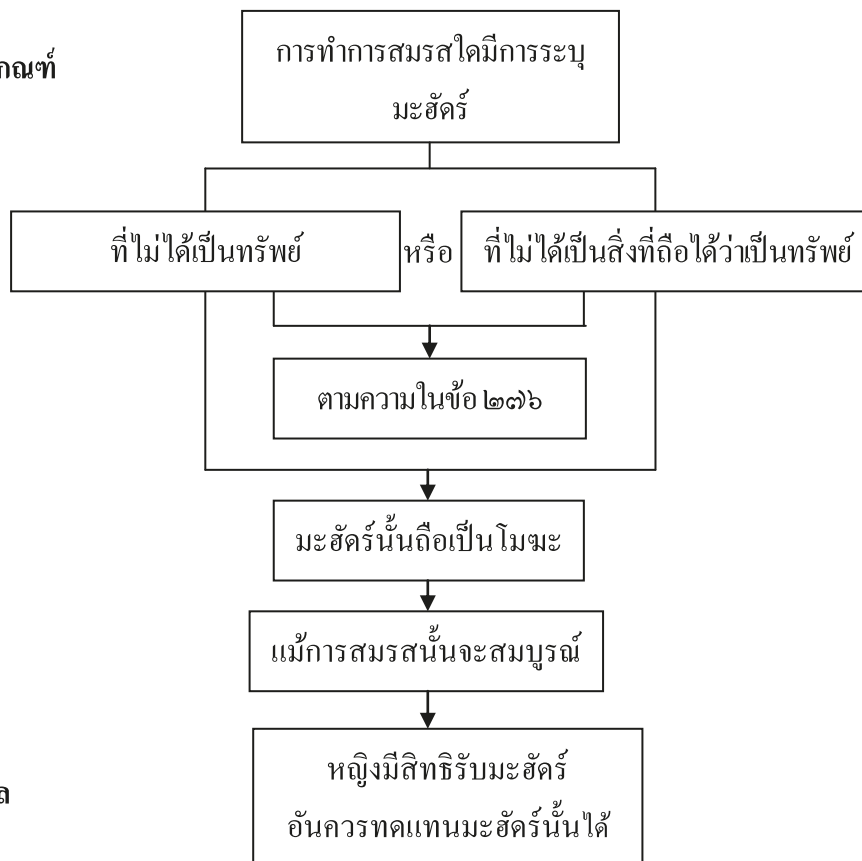 การทำการสมรสใดมีการระบุ
มะฮัดร์
กณฑ์
ที่ไม่ได้เป็นทรัพย์ หรือ ที่ไม่ได้เป็นสิ่งที่ถือได้ว่าเป็นทรัพย์
ตามความในข้อ ๒๗๖
มะฮัดร์นั้นถือเป็นโมฆะ
แม้การสมรสนั้นจะสมบูรณ์
หญิงมีสิทธิรับมะฮัดร์
ล
อันควรทดแทนมะฮัดร์นั้นได้